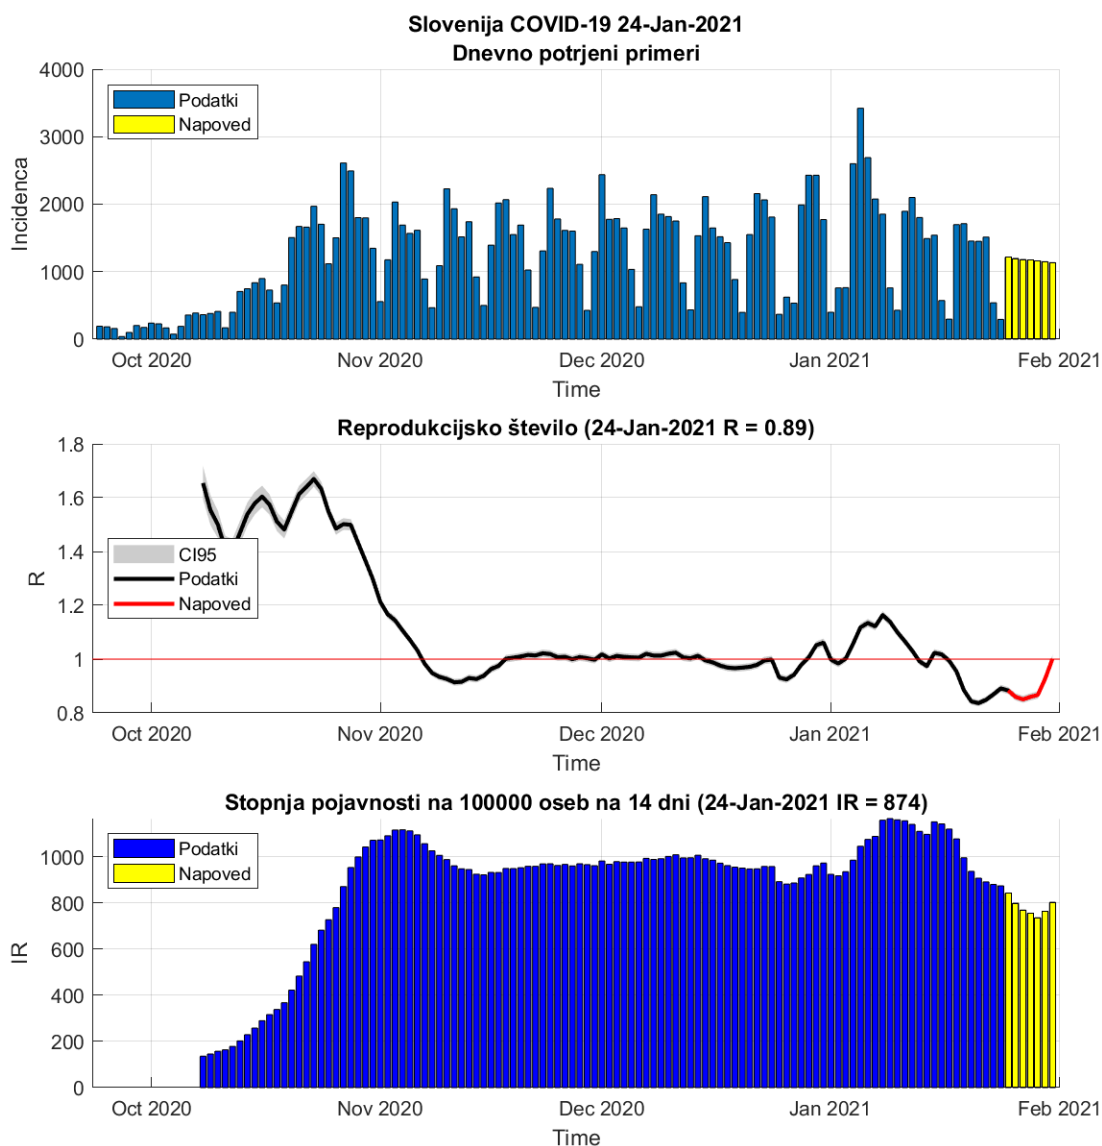 Slovenija COVID-19 24-Jan-2021
Dnevno potrjeni primeri
4000
3000
2000
1000
0
Incidenca
Podatki
Napoved
Oct 2020 Nov 2020 Dec 2020 Jan 2021 Feb 2021
Time
Reprodukcijsko število (24-Jan-2021 R = 0.89)
1.8
1.6
1.4
1.2
1
0.8
R
CI95
Podatki
Napoved
Oct 2020 Nov 2020 Dec 2020 Jan 2021 Feb 2021
Time
Stopnja pojavnosti na 100000 oseb na 14 dni (24-Jan-2021 IR = 874)
1000
800
600
400
200
0
IR
Podatki
Napoved
Oct 2020 Nov 2020 Dec 2020 Jan 2021 Feb 2021
Time